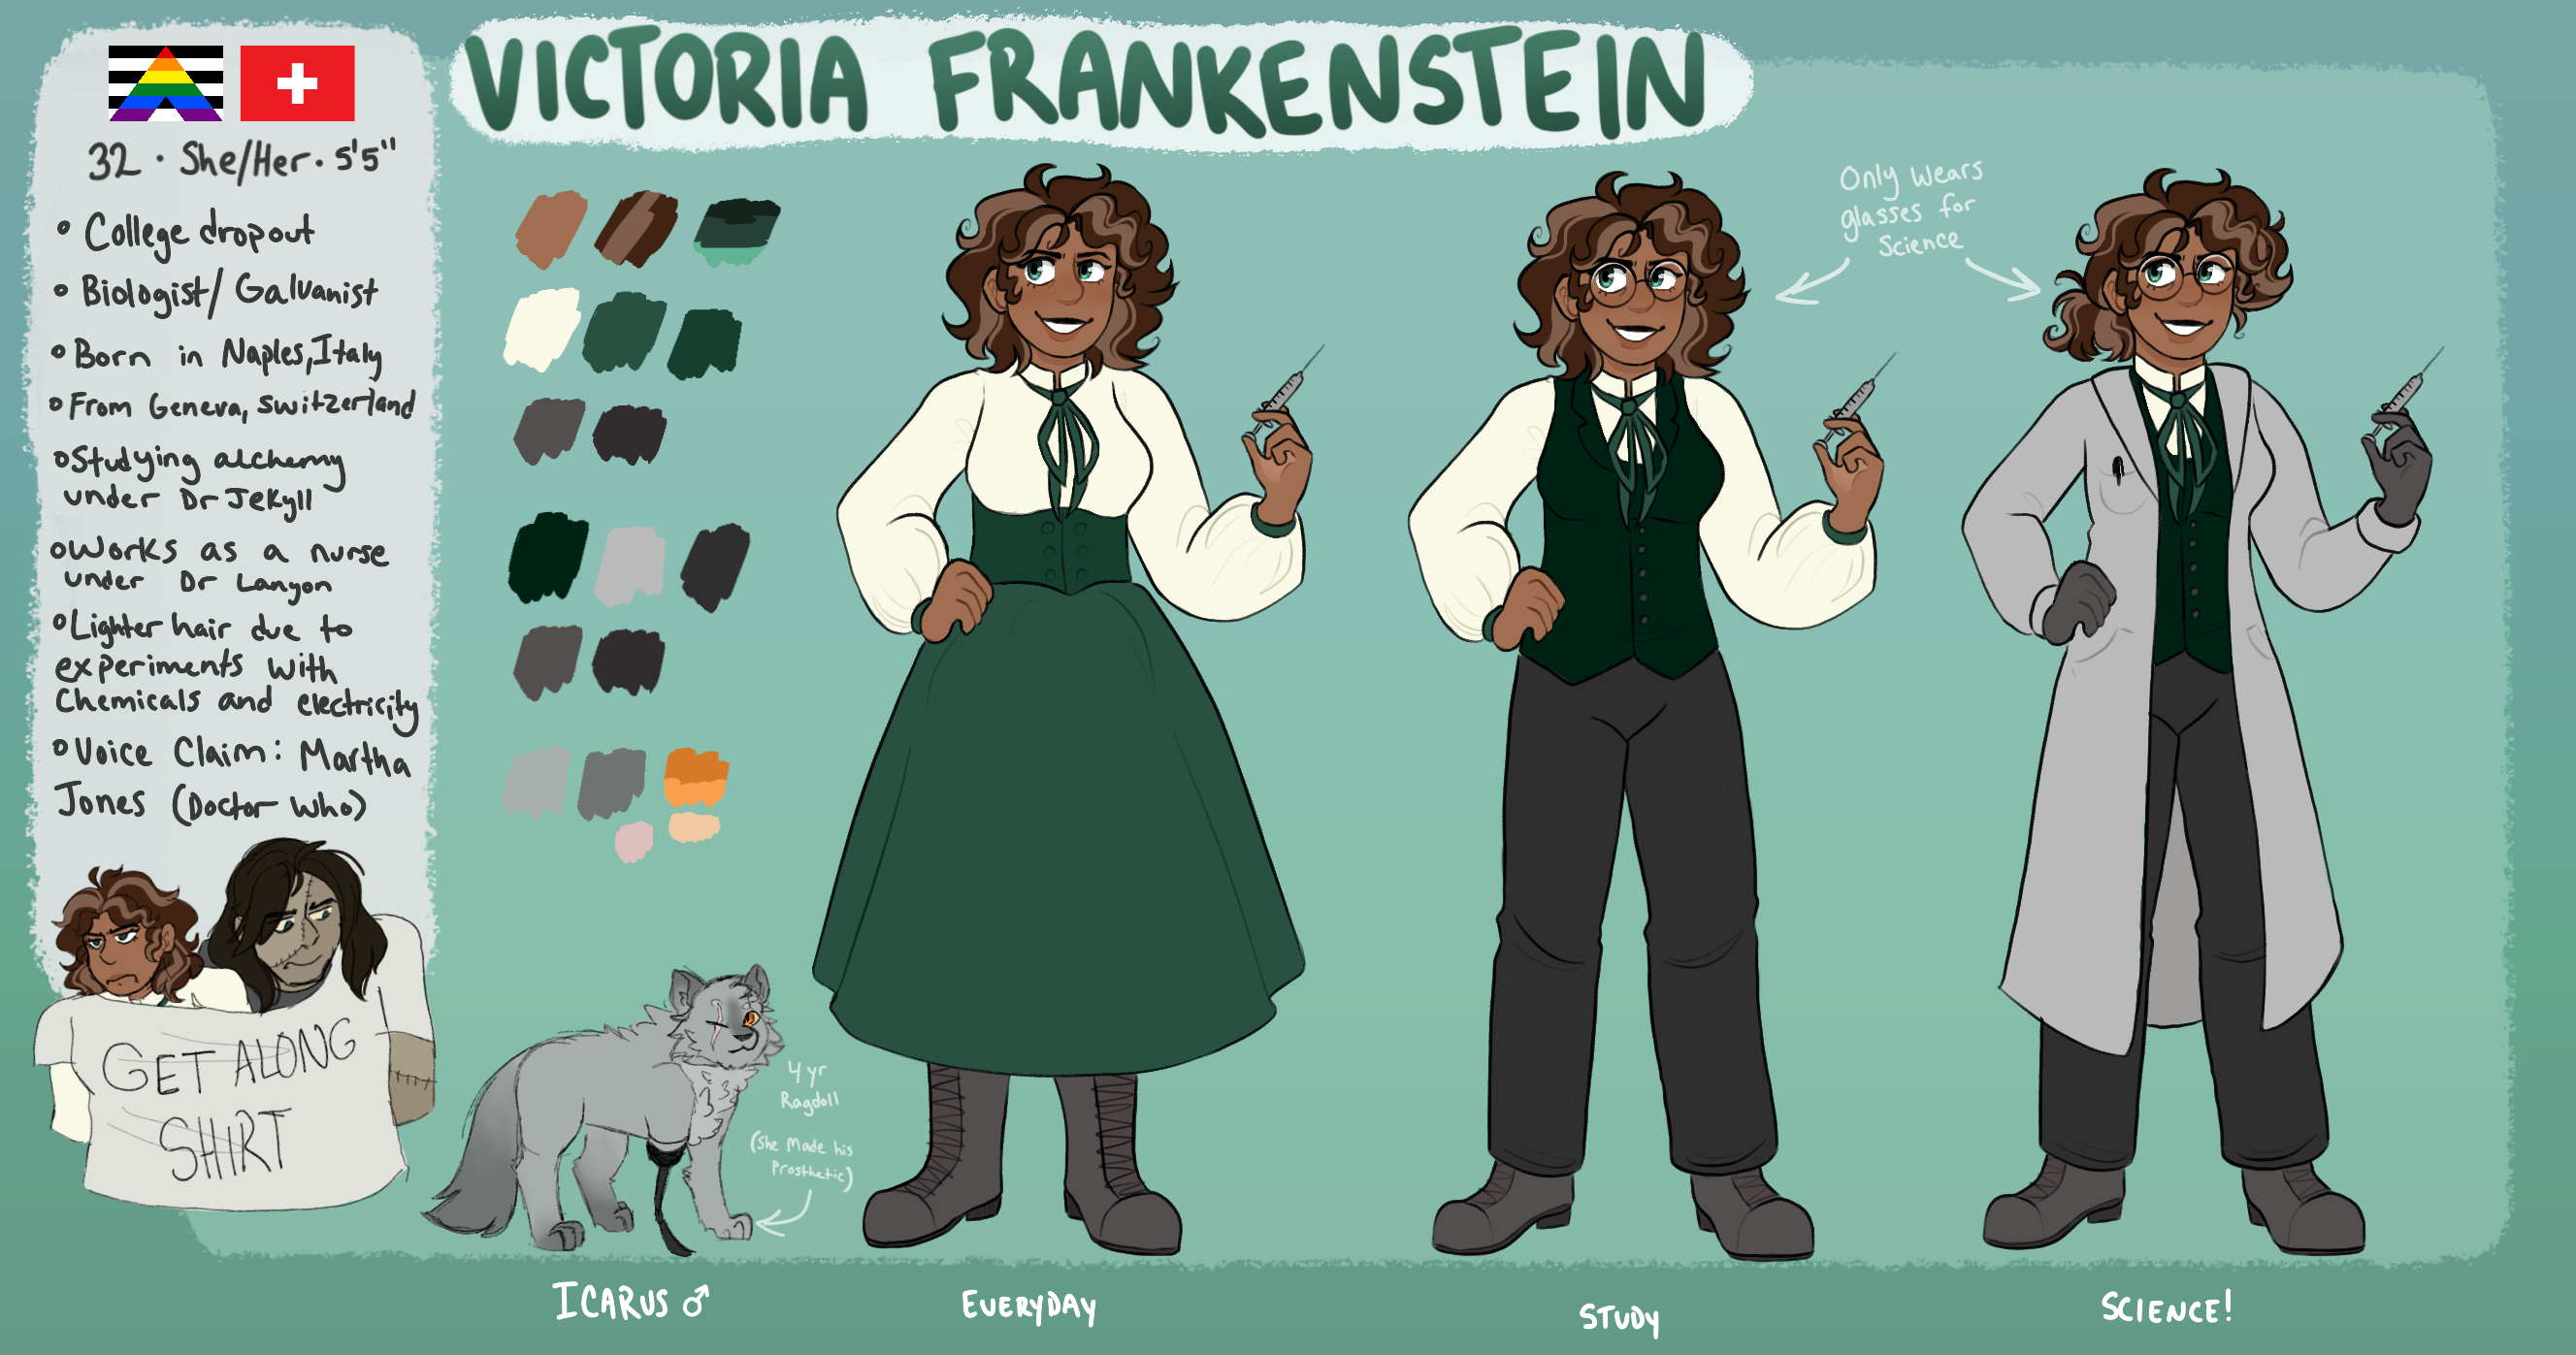 VICTORIA FRANKENSTEIN
32 · She/Her · 5'5"
College dropout
Biologist/Galvanist
Born in Naples, Italy
From Geneva, Switzerland
Studying alchemy
under Dr Jekyll
Works as a nurse
under Dr Lanyon
Lighter hair due to
experiments with
Chemicals and electricity
Voice Claim: Martha
Jones (Doctor Who)
GET ALONG
SHIRT
4 yr
Ragdoll
(She Made his
Prosthetic)
Only Wears
glasses for
Science
ICARUS ♂
EVERYDAY
STUDY
SCIENCE!